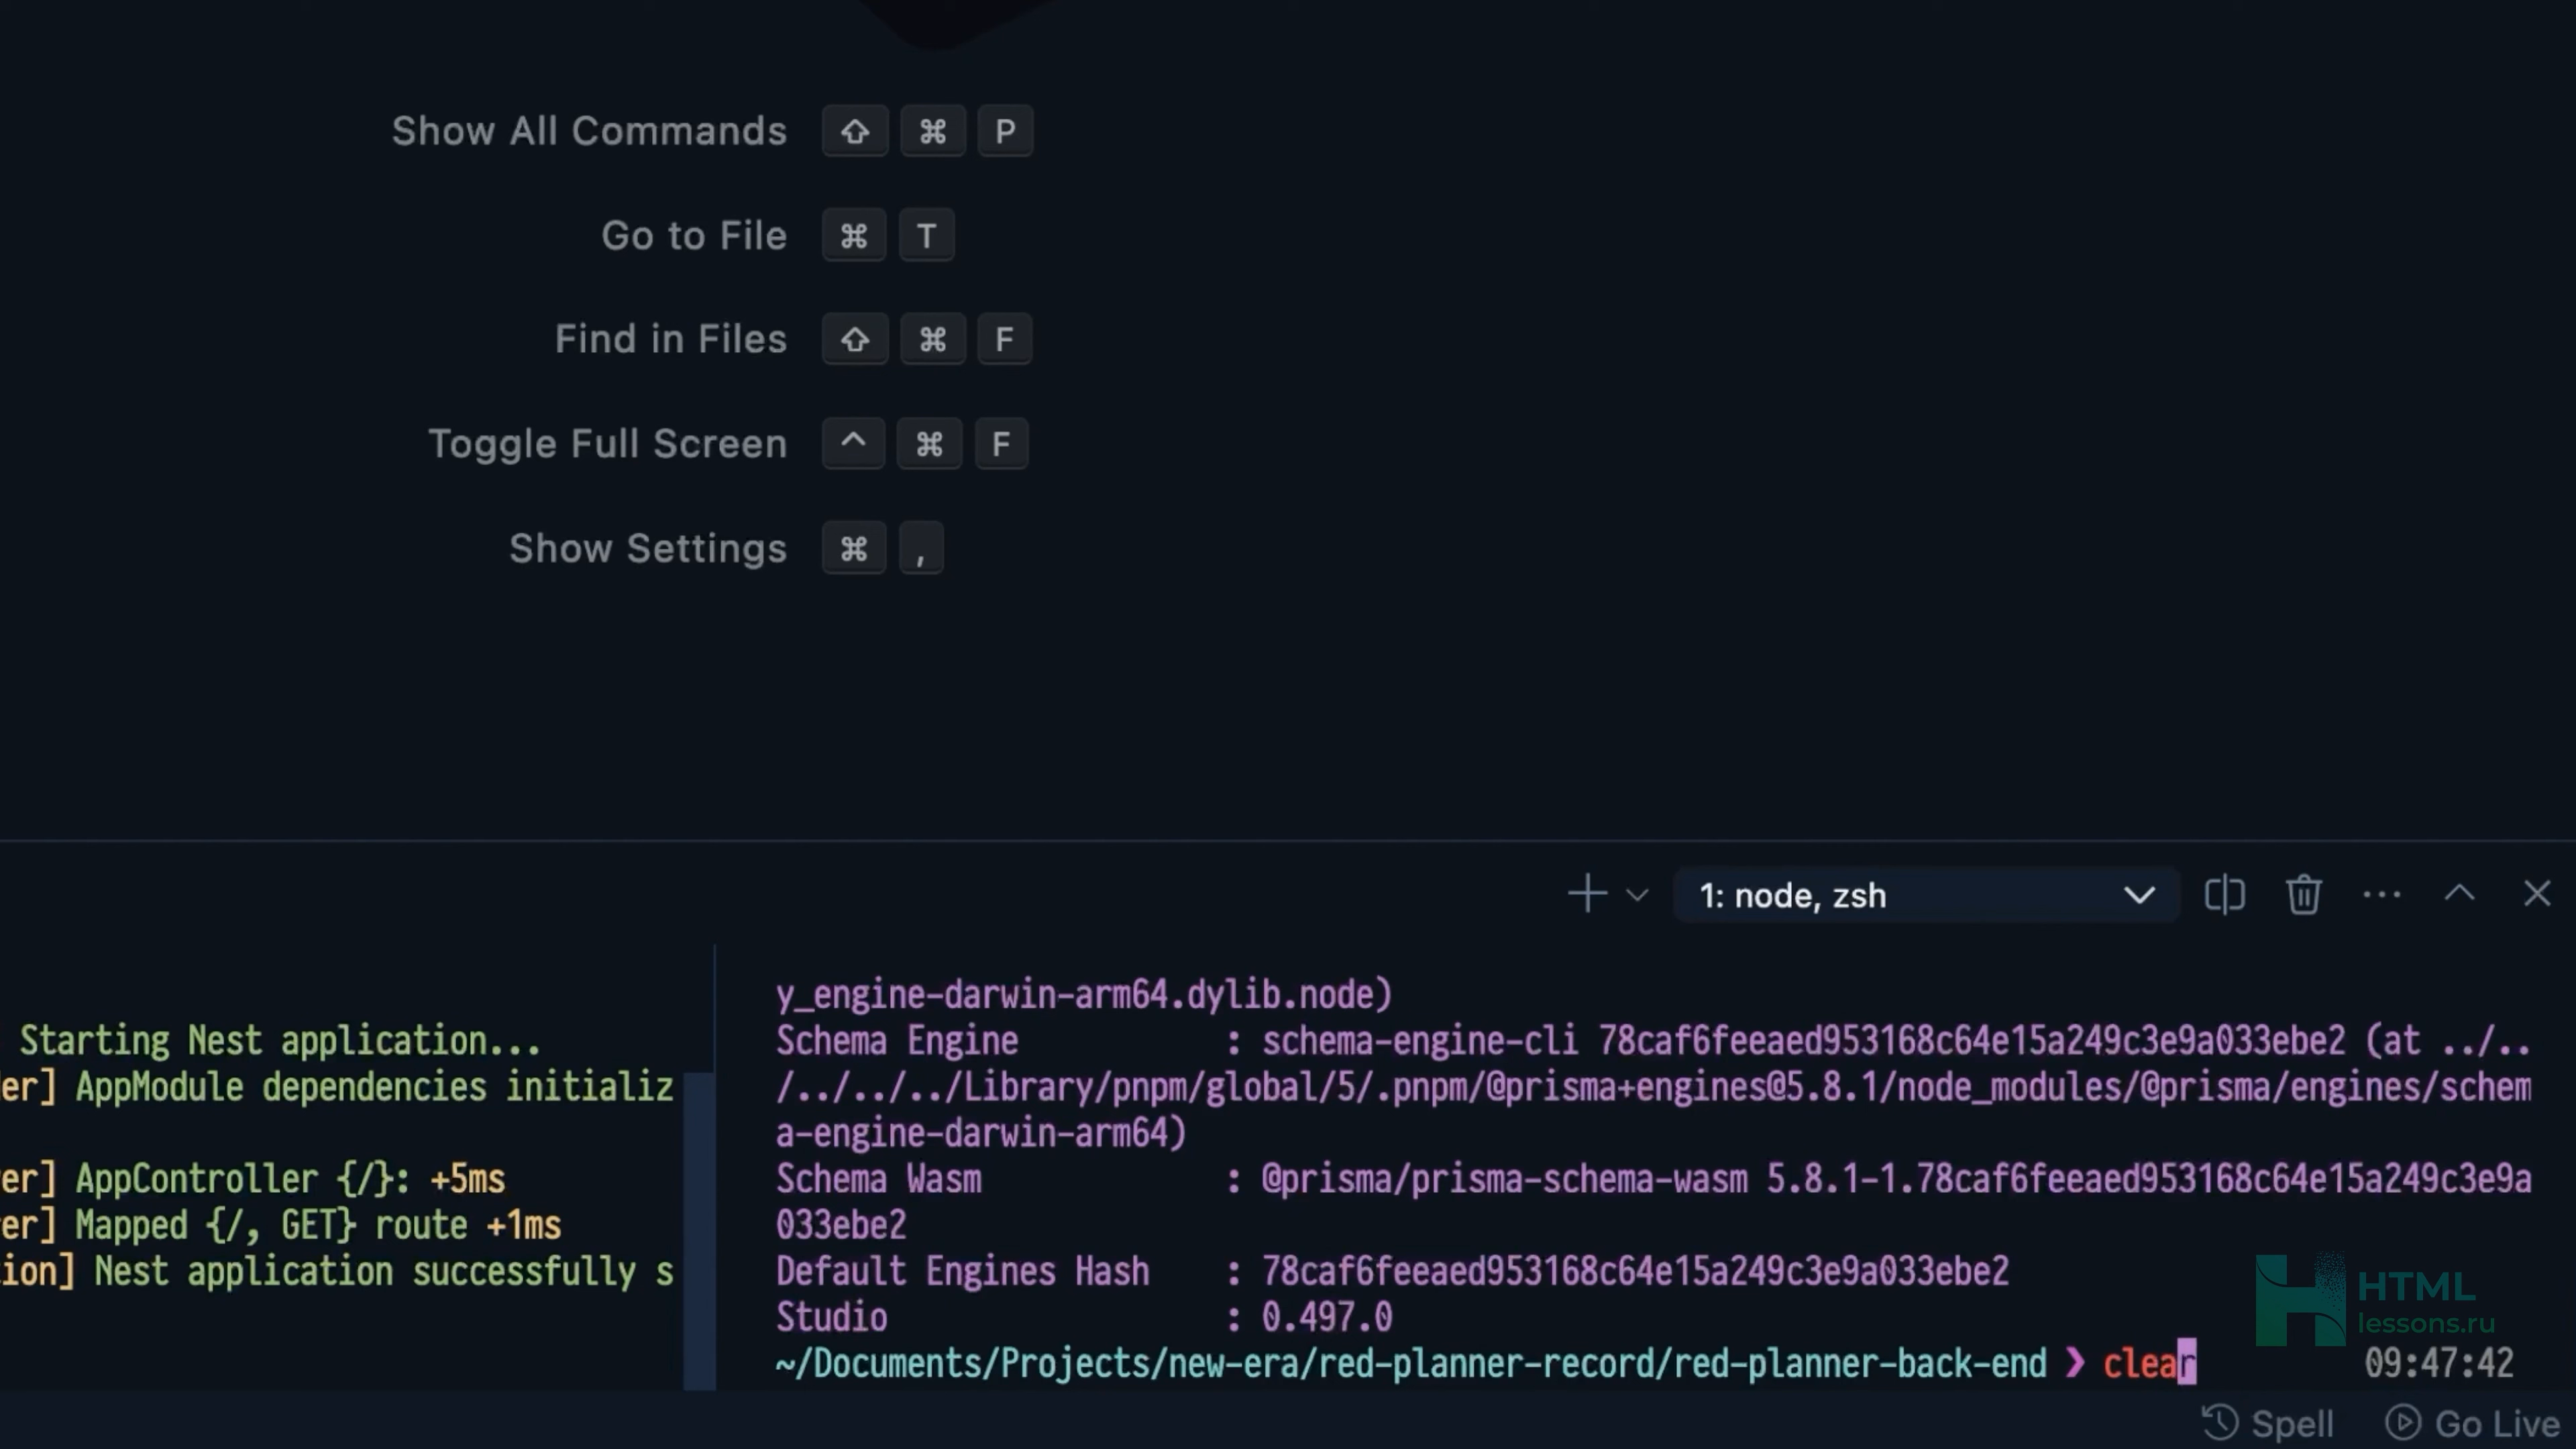 Show All Commands ⇧ ⌘ P
Go to File ⌘ T
Find in Files ⇧ ⌘ F
Toggle Full Screen ^ ⌘ F
Show Settings ⌘ ,
1: node, zsh
Starting Nest application...
er] AppModule dependencies initializ
er] AppController {/}: +5ms
er] Mapped {/, GET} route +1ms
ion] Nest application successfully s
y_engine-darwin-arm64.dylib.node)
Schema Engine : schema-engine-cli 78caf6feeaed953168c64e15a249c3e9a033ebe2 (at ../..
/../../../Library/pnpm/global/5/.pnpm/@prisma+engines@5.8.1/node_modules/@prisma/engines/schem
a-engine-darwin-arm64)
Schema Wasm : @prisma/prisma-schema-wasm 5.8.1-1.78caf6feeaed953168c64e15a249c3e9a
033ebe2
Default Engines Hash : 78caf6feeaed953168c64e15a249c3e9a033ebe2
Studio : 0.497.0
~/Documents/Projects/new-era/red-planner-record/red-planner-back-end ❯ clear 09:47:42
HTML
lessons.ru
Spell Go Live